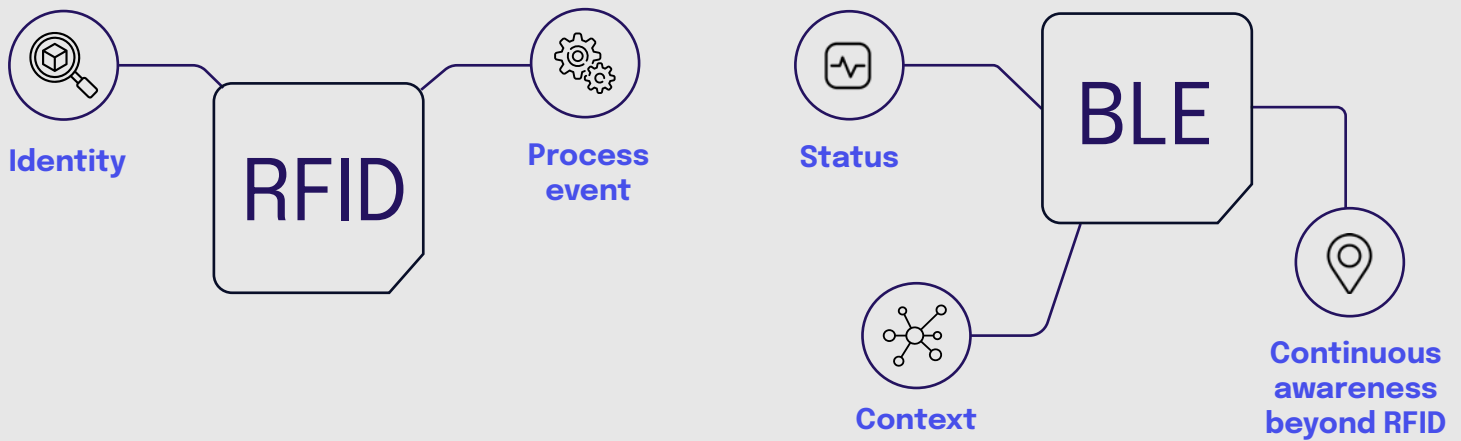 RFID
Identity
Process
event
BLE
Status
Context
Continuous
awareness
beyond RFID